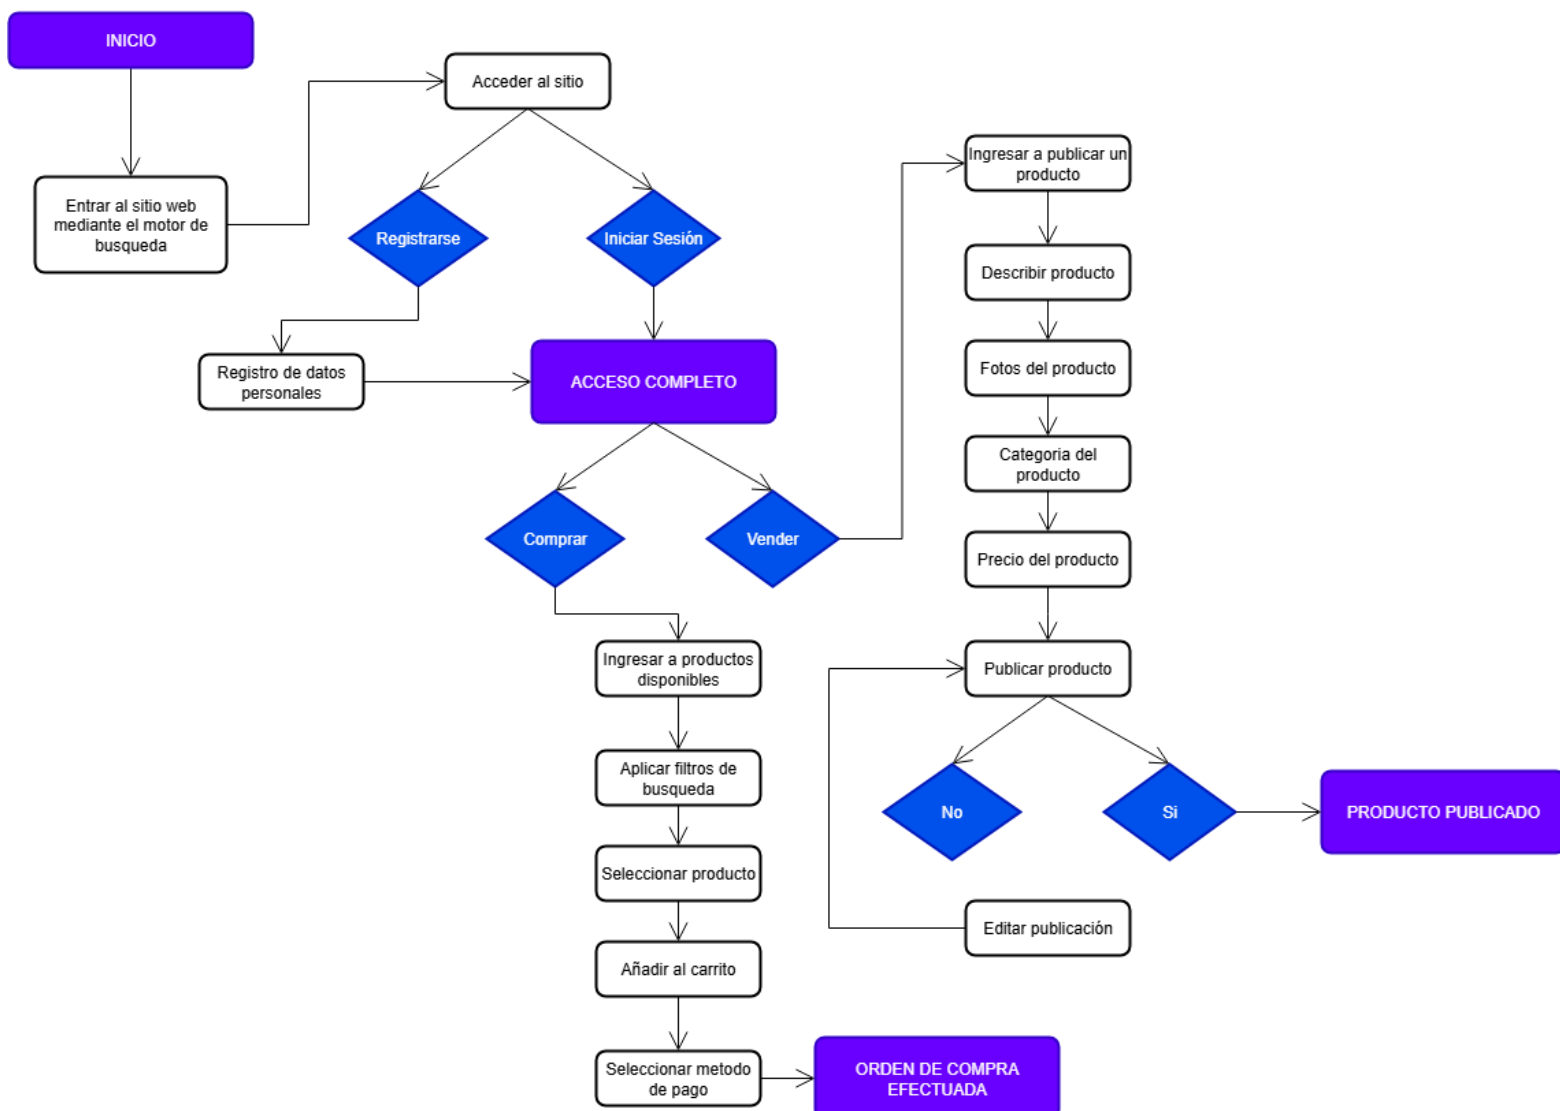 INICIO
Entrar al sitio web
mediante el motor de
busqueda
Acceder al sitio
Registrarse
Iniciar Sesión
Registro de datos
personales
ACCESO COMPLETO
Comprar
Vender
Ingresar a productos
disponibles
Aplicar filtros de
busqueda
Seleccionar producto
Añadir al carrito
Seleccionar metodo
de pago
ORDEN DE COMPRA
EFECTUADA
Ingresar a publicar un
producto
Describir producto
Fotos del producto
Categoria del
producto
Precio del producto
Publicar producto
No
Si
PRODUCTO PUBLICADO
Editar publicación